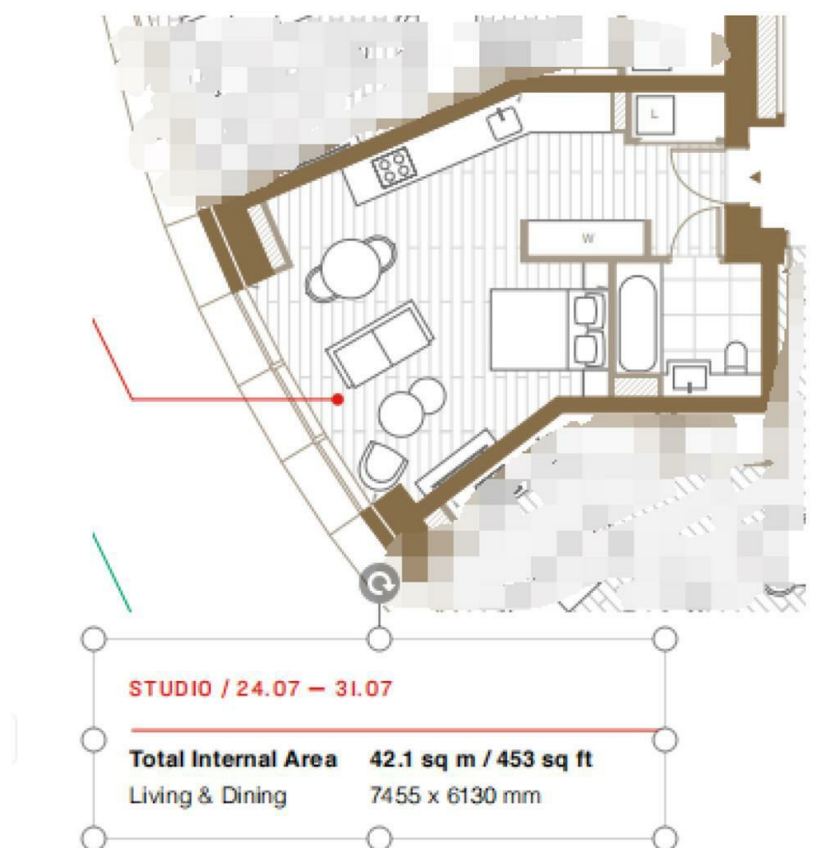 L
W
STUDIO / 24.07 – 31.07
Total Internal Area 42.1 sq m / 453 sq ft
Living & Dining 7455 x 6130 mm